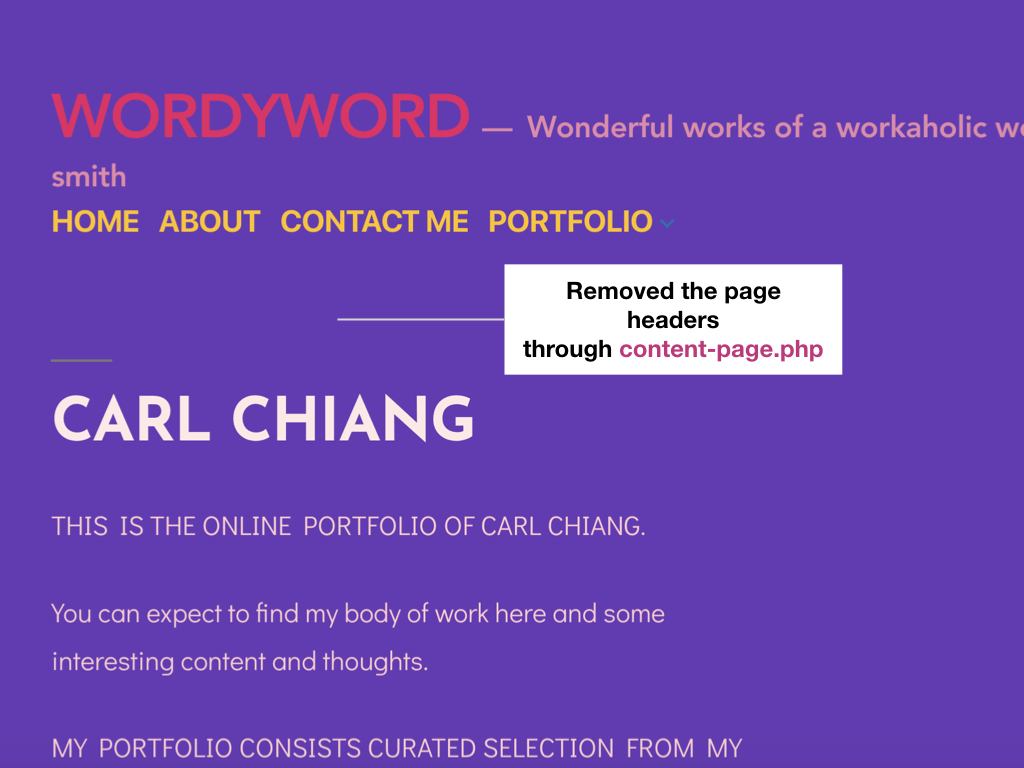 WORDYWORD — Wonderful works of a workaholic
smith
HOME ABOUT CONTACT ME PORTFOLIO
Removed the page
headers
through content-page.php
CARL CHIANG
THIS IS THE ONLINE PORTFOLIO OF CARL CHIANG.
You can expect to find my body of work here and some
interesting content and thoughts.
MY PORTFOLIO CONSISTS CURATED SELECTION FROM MY